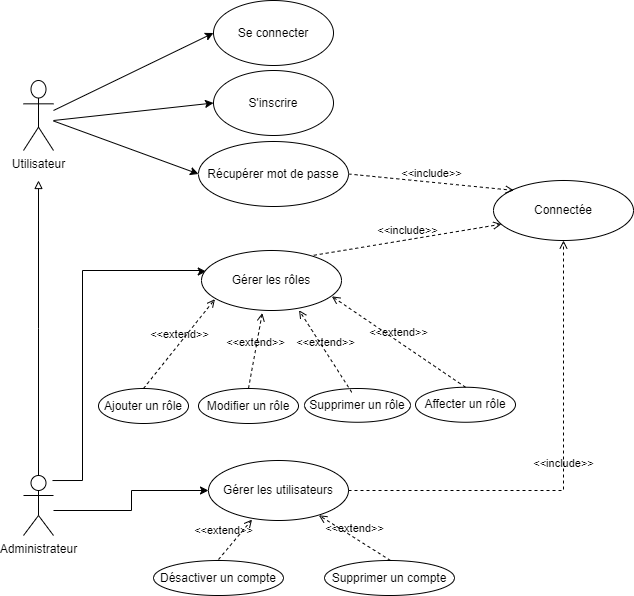 Se connecter
S'inscrire
Utilisateur
Récupérer mot de passe
<<include>>
Connectée
<<include>>
Gérer les rôles
<<extend>>
<<extend>>
<<extend>>
<<extend>>
Ajouter un rôle
Modifier un rôle
Supprimer un rôle
Affecter un rôle
<<include>>
Gérer les utilisateurs
<<extend>>
<<extend>>
Administrateur
Désactiver un compte
Supprimer un compte